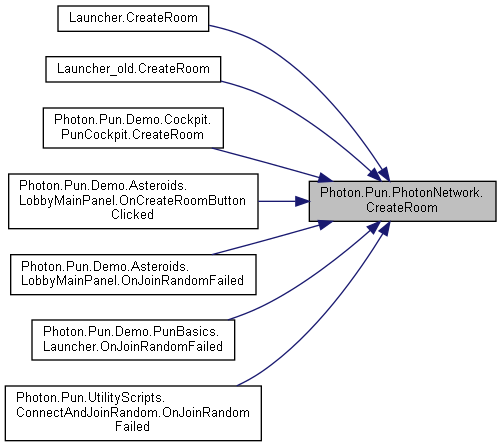 Launcher.CreateRoom
Launcher_old.CreateRoom
Photon.Pun.Demo.Cockpit.
PunCockpit.CreateRoom
Photon.Pun.Demo.Asteroids.
LobbyMainPanel.OnCreateRoomButton
Clicked
Photon.Pun.PhotonNetwork.
CreateRoom
Photon.Pun.Demo.Asteroids.
LobbyMainPanel.OnJoinRandomFailed
Photon.Pun.Demo.PunBasics.
Launcher.OnJoinRandomFailed
Photon.Pun.UtilityScripts.
ConnectAndJoinRandom.OnJoinRandom
Failed